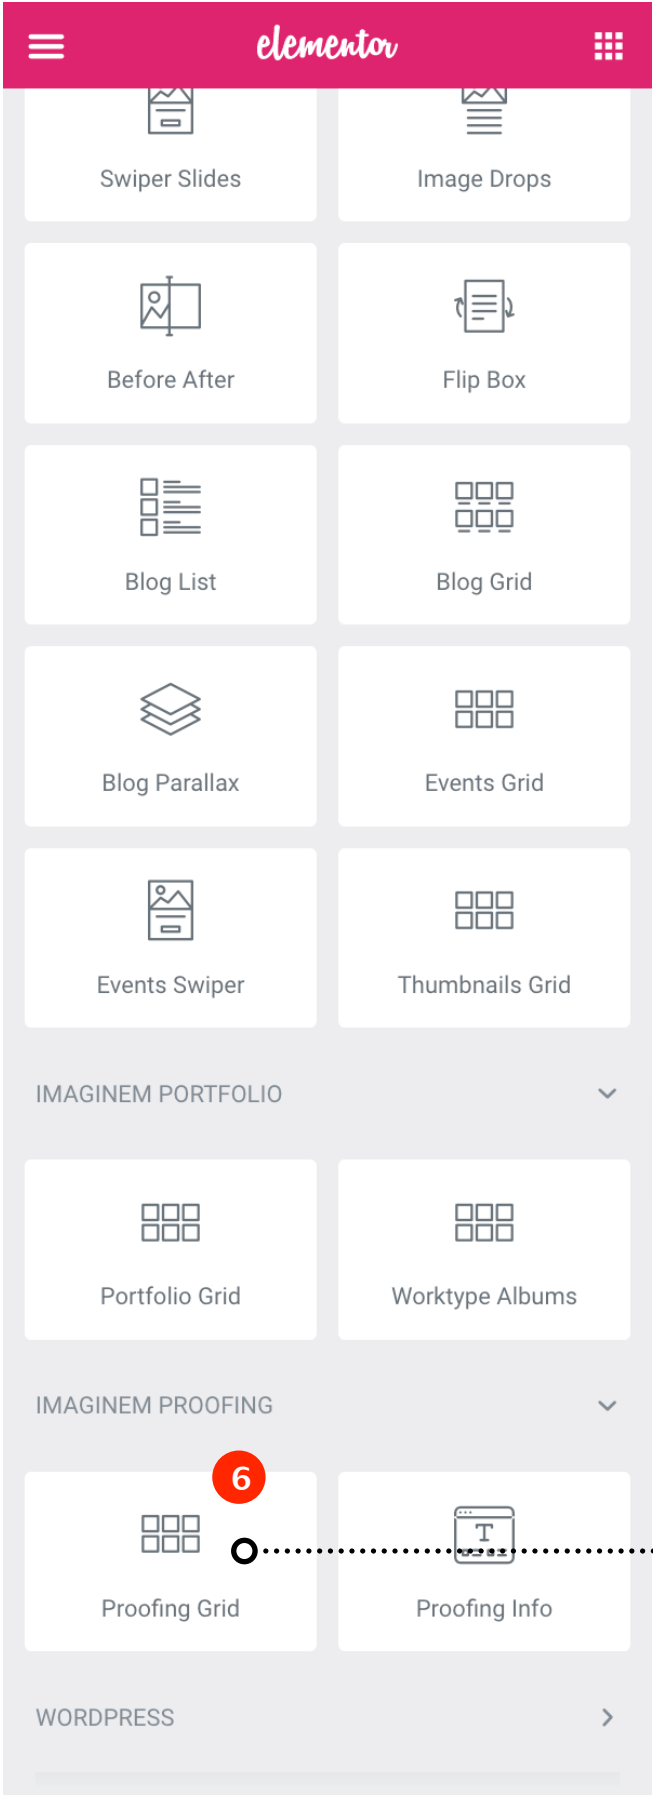 elementor
Swiper Slides
Image Drops
Before After
Flip Box
Blog List
Blog Grid
Blog Parallax
Events Grid
Events Swiper
Thumbnails Grid
IMAGINEM PORTFOLIO
Portfolio Grid
Worktype Albums
IMAGINEM PROOFING
6
T
Proofing Grid
Proofing Info
WORDPRESS